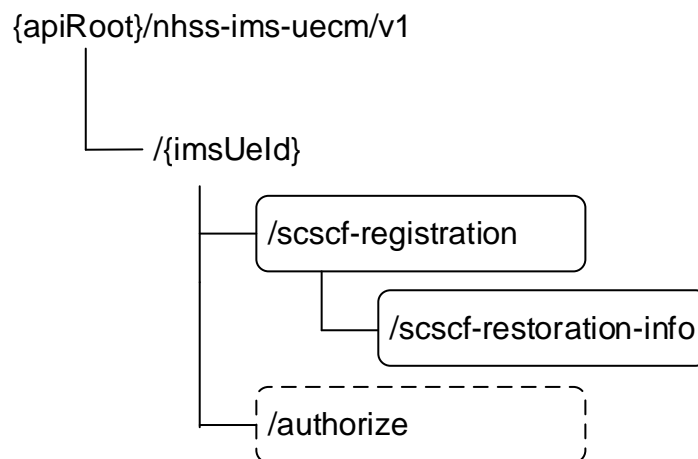 {apiRoot}/nhss-ims-uecm/v1
/{imsUeId}
/scscf-registration
/scscf-restoration-info
/authorize